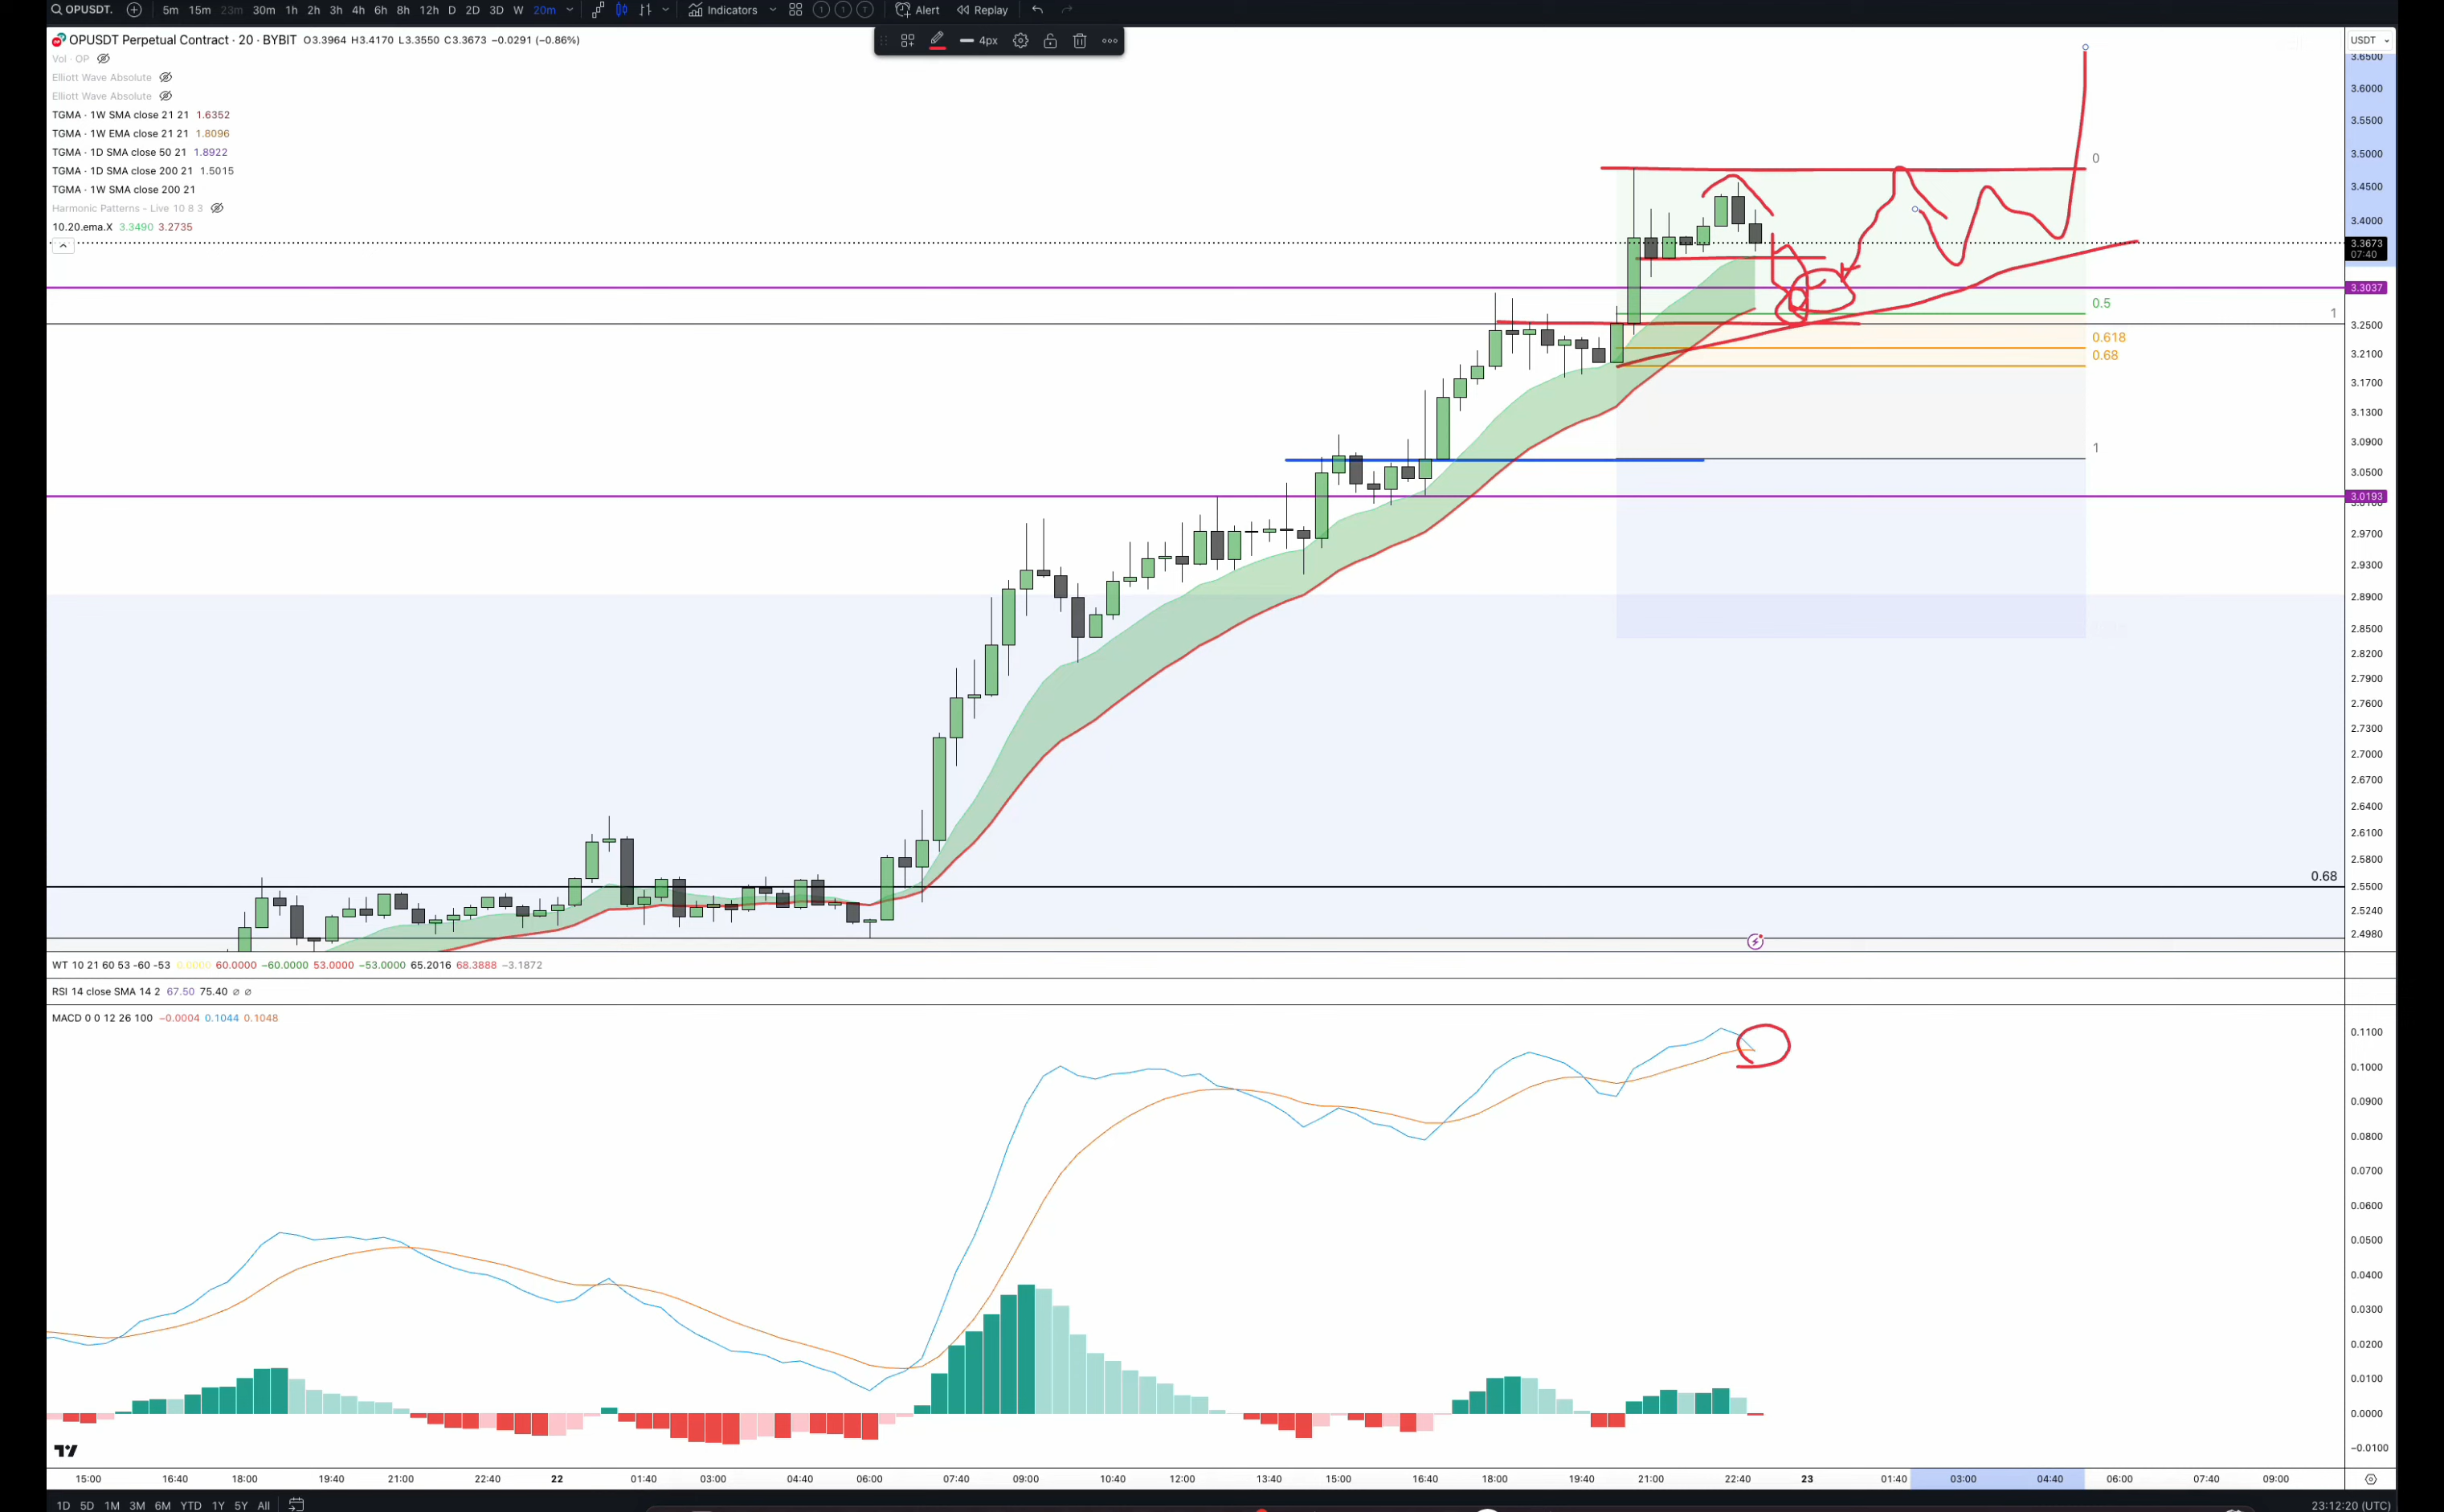 OPUSDT. 5m 15m 23m 30m 1h 2h 3h 4h 6h 8h 12h D 2D 3D W 20m Indicators Alert Replay
OPUSDT Perpetual Contract · 20 · BYBIT O3.3964 H3.4170 L3.3550 C3.3673 −0.0291 (−0.86%)
4px
USDT
Vol · OP
Elliott Wave Absolute
Elliott Wave Absolute
TGMA · 1W SMA close 21 21 1.6352
TGMA · 1W EMA close 21 21 1.8096
TGMA · 1D SMA close 50 21 1.8922
TGMA · 1D SMA close 200 21 1.5015
TGMA · 1W SMA close 200 21
Harmonic Patterns - Live 10 8 3
10.20.ema.X 3.3490 3.2735
3.6500
3.6000
3.5500
3.5000
3.4500
3.4000
3.3673
07:40
3.3037
3.2500
3.2100
3.1700
3.1300
3.0900
3.0500
3.0193
2.9700
2.9300
2.8900
2.8500
2.8200
2.7900
2.7600
2.7300
2.7000
2.6700
2.6400
2.6100
2.5800
2.5500
2.5240
2.4980
0
0.5
1
0.618
0.68
1
0.68
WT 10 21 60 53 -60 -53 0.0000 60.0000 −60.0000 53.0000 −53.0000 65.2016 68.3888 −3.1872
RSI 14 close SMA 14 2 67.50 75.40 ∅ ∅
MACD 0 0 12 26 100 −0.0004 0.1044 0.1048
0.1100
0.1000
0.0900
0.0800
0.0700
0.0600
0.0500
0.0400
0.0300
0.0200
0.0100
0.0000
−0.0100
15:00 16:40 18:00 19:40 21:00 22:40 22 01:40 03:00 04:40 06:00 07:40 09:00 10:40 12:00 13:40 15:00 16:40 18:00 19:40 21:00 22:40 23 01:40 03:00 04:40 06:00 07:40 09:00
1D 5D 1M 3M 6M YTD 1Y 5Y All 23:12:20 (UTC)